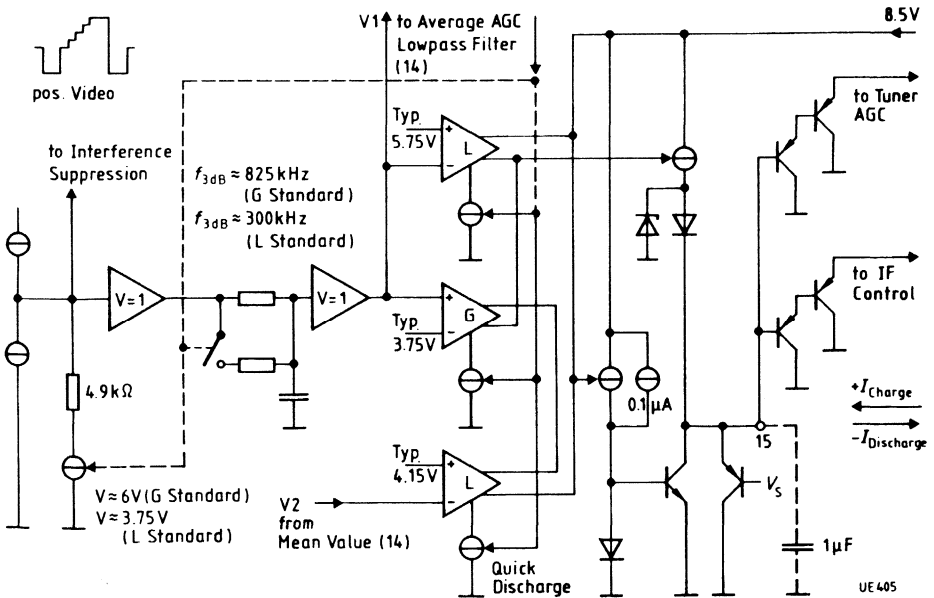 V1
to Average AGC
Lowpass Filter
(14)
8.5V
pos. Video
to Tuner
AGC
to Interference
Suppression
Typ.
5.75V
+
−
L
f3dB ≈ 825kHz
(G Standard)
f3dB ≈ 300kHz
(L Standard)
V=1
V=1
to IF
Control
Typ.
3.75V
+
−
G
4.9kΩ
0.1µA
+ICharge
−IDischarge
15
Typ.
4.15V
+
−
L
V≈6V(G Standard)
V≈3.75V
(L Standard)
V2
from
Mean Value (14)
VS
Quick
Discharge
1µF
UE405